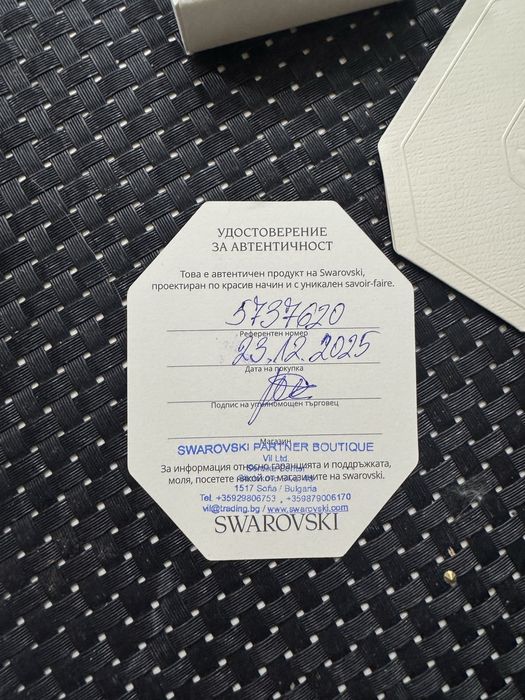 УДОСТОВЕРЕНИЕ
ЗА АВТЕНТИЧНОСТ
Това е автентичен продукт на Swarovski,
проектиран по красив начин и с уникален savoir-faire.
5737620
Референтен номер
23.12.2025
Дата на покупка
Подпис на упълномощен търговец
Магазин
SWAROVSKI PARTNER BOUTIQUE
Vil Ltd.
За информация относно гаранцията и поддръжката,
моля, посетете някой от магазините на swarovski.
1517 Sofia / Bulgaria
Tel. +35929806753 , +359879006170
vil@trading.bg / www.swarovski.com
SWAROVSKI